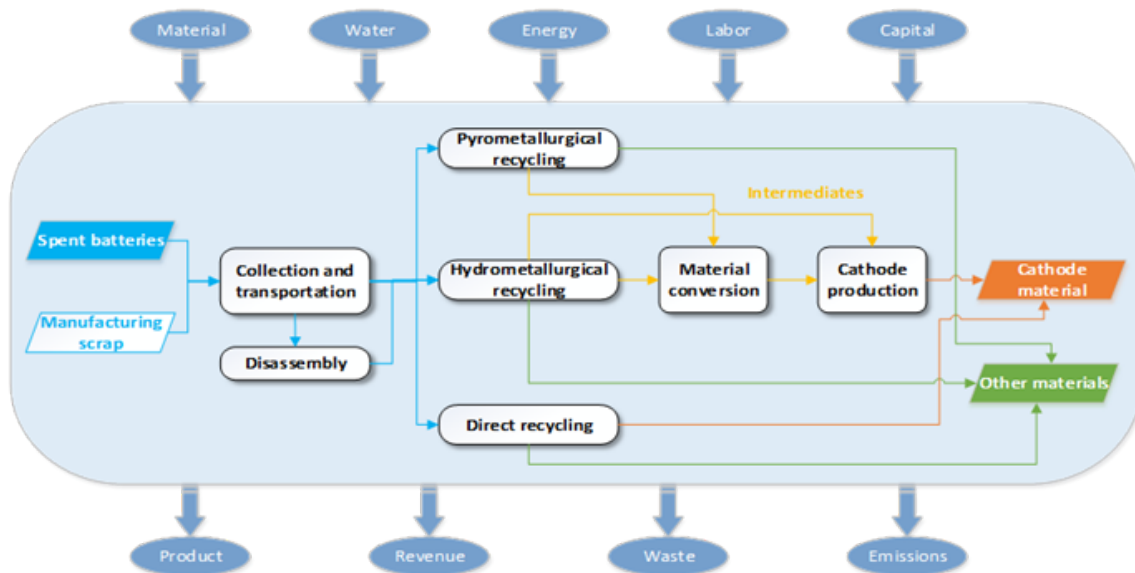 Material
Water
Energy
Labor
Capital
Pyrometallurgical
recycling
Intermediates
Spent batteries
Collection and
transportation
Hydrometallurgical
recycling
Material
conversion
Cathode
production
Cathode
material
Manufacturing
scrap
Disassembly
Other materials
Direct recycling
Product
Revenue
Waste
Emissions